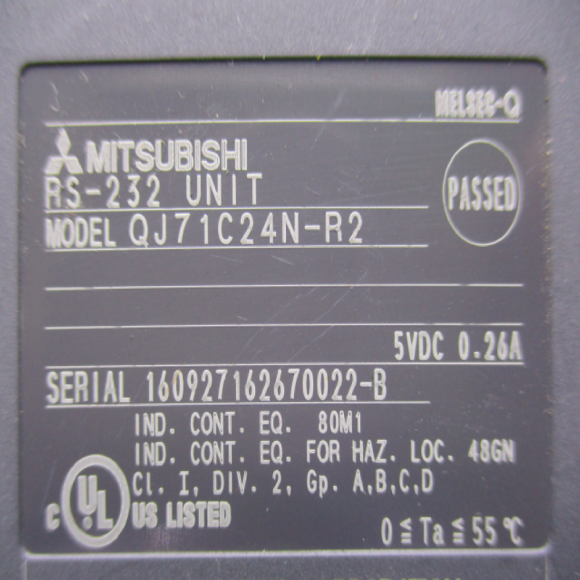 MELSEC-Q
MITSUBISHI
RS-232 UNIT
PASSED
MODEL QJ71C24N-R2
5VDC 0.26A
SERIAL 160927162670022-B
IND. CONT. EQ. 80M1
IND. CONT. EQ. FOR HAZ. LOC. 48GN
Cl. I, DIV. 2, Gp. A,B,C,D
C UL US LISTED
0≦Ta≦55℃